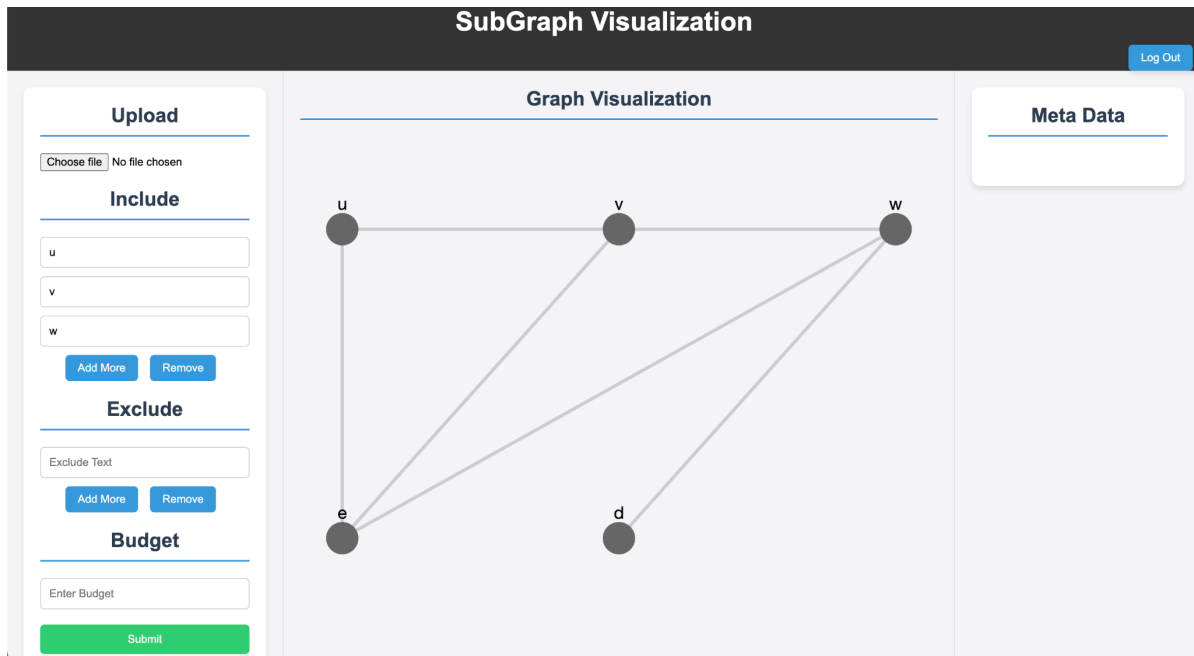 SubGraph Visualization
Log Out
Upload
Choose file No file chosen
Include
u
v
w
Add More Remove
Exclude
Exclude Text
Add More Remove
Budget
Enter Budget
Submit
Graph Visualization
u v w
e d
Meta Data